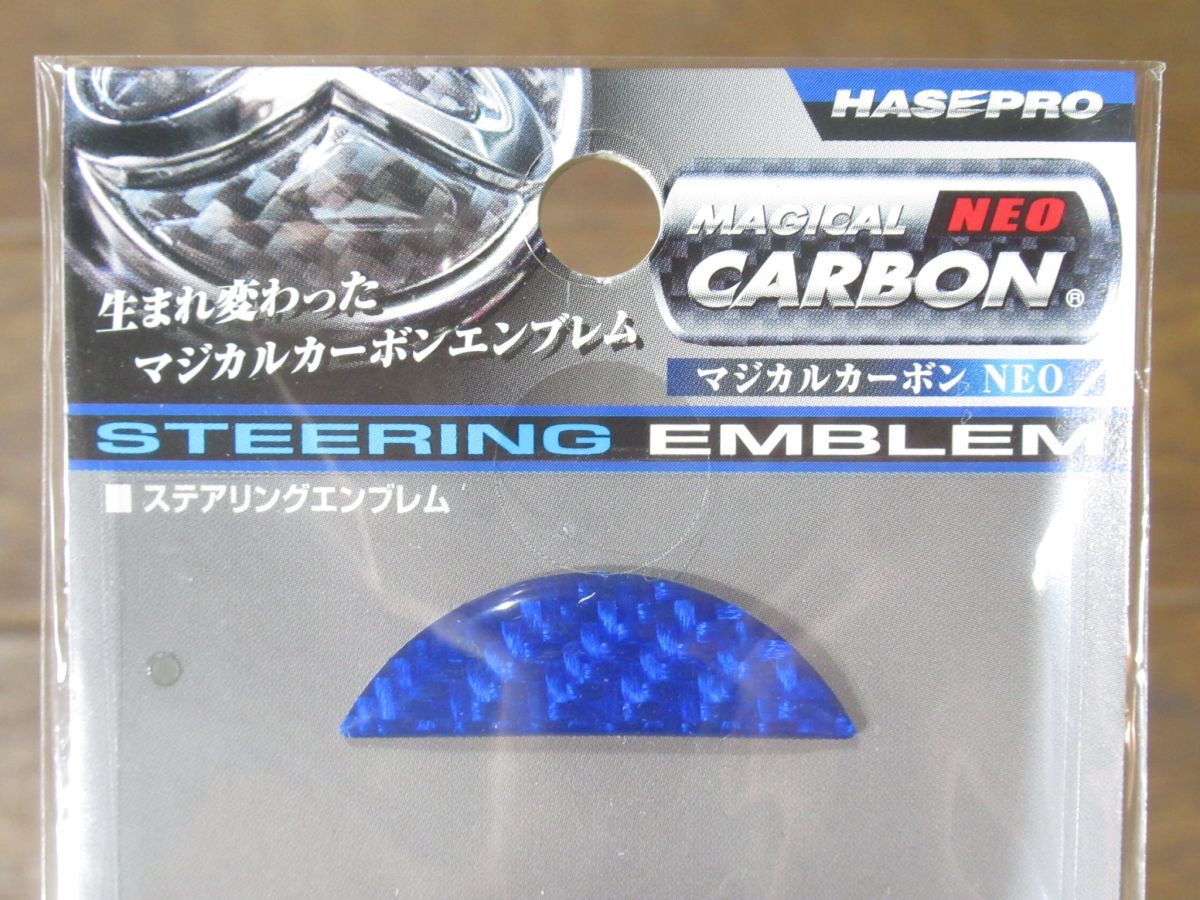 HASEPRO
MAGICAL NEO
CARBON®
生まれ変わった
マジカルカーボンエンブレム
マジカルカーボン NEO
STEERING EMBLEM
■ ステアリングエンブレム